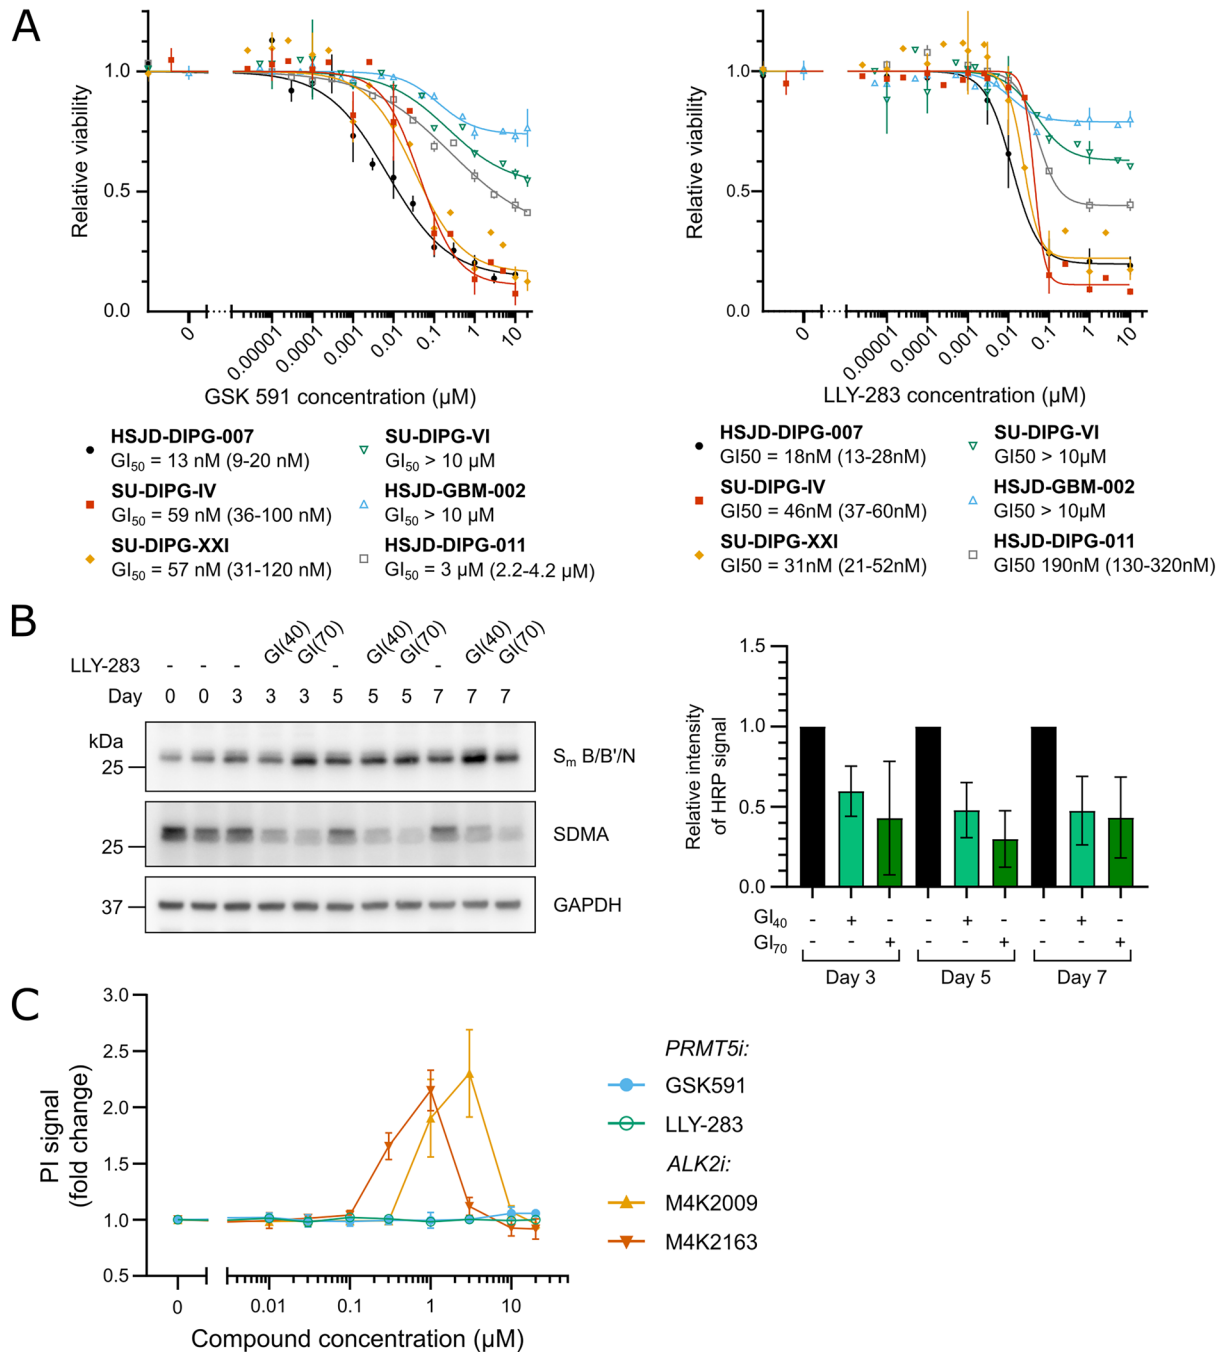 A
Relative viability
1.0
0.5
0.0
0
0.00001
0.0001
0.001
0.01
0.1
1
10
GSK 591 concentration (µM)
HSJD-DIPG-007
GI₅₀ = 13 nM (9-20 nM)
SU-DIPG-IV
GI₅₀ = 59 nM (36-100 nM)
SU-DIPG-XXI
GI₅₀ = 57 nM (31-120 nM)
SU-DIPG-VI
GI₅₀ > 10 µM
HSJD-GBM-002
GI₅₀ > 10 µM
HSJD-DIPG-011
GI₅₀ = 3 µM (2.2-4.2 µM)
Relative viability
1.0
0.5
0.0
0
0.00001
0.0001
0.001
0.01
0.1
1
10
LLY-283 concentration (µM)
HSJD-DIPG-007
GI50 = 18nM (13-28nM)
SU-DIPG-IV
GI50 = 46nM (37-60nM)
SU-DIPG-XXI
GI50 = 31nM (21-52nM)
SU-DIPG-VI
GI50 > 10µM
HSJD-GBM-002
GI50 > 10µM
HSJD-DIPG-011
GI50 190nM (130-320nM)
B
LLY-283 - - - GI(40) GI(70) - GI(40) GI(70) - GI(40) GI(70)
Day 0 0 3 3 3 5 5 5 7 7 7
kDa
25
Sₘ B/B'/N
25
SDMA
37
GAPDH
Relative intensity
of HRP signal
1.5
1.0
0.5
0.0
GI₄₀ - + - - + - - + -
GI₇₀ - - + - - + - - +
Day 3 Day 5 Day 7
C
PI signal
(fold change)
3.0
2.5
2.0
1.5
1.0
0.5
0 0.01 0.1 1 10
Compound concentration (µM)
PRMT5i:
GSK591
LLY-283
ALK2i:
M4K2009
M4K2163